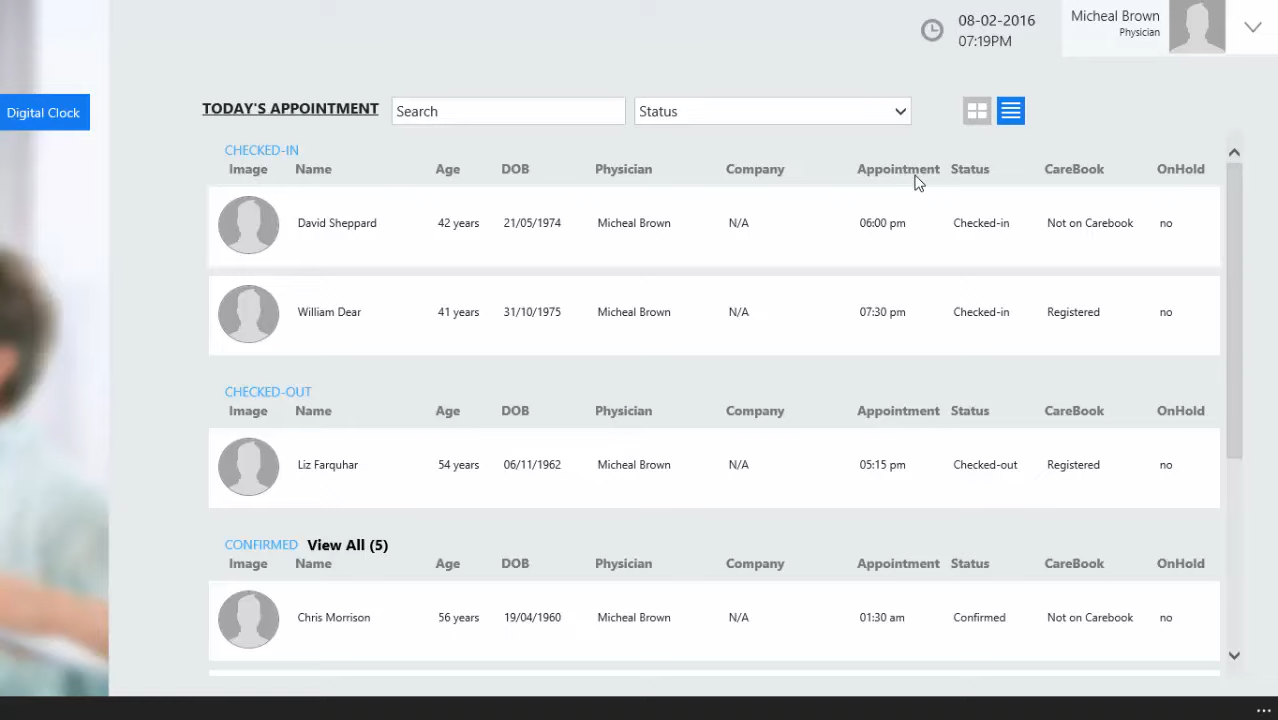 08-02-2016
07:19PM
Micheal Brown
Physician
Digital Clock
TODAY'S APPOINTMENT Search Status
CHECKED-IN
Image Name Age DOB Physician Company Appointment Status CareBook OnHold
David Sheppard 42 years 21/05/1974 Micheal Brown N/A 06:00 pm Checked-in Not on Carebook no
William Dear 41 years 31/10/1975 Micheal Brown N/A 07:30 pm Checked-in Registered no
CHECKED-OUT
Image Name Age DOB Physician Company Appointment Status CareBook OnHold
Liz Farquhar 54 years 06/11/1962 Micheal Brown N/A 05:15 pm Checked-out Registered no
CONFIRMED View All (5)
Image Name Age DOB Physician Company Appointment Status CareBook OnHold
Chris Morrison 56 years 19/04/1960 Micheal Brown N/A 01:30 am Confirmed Not on Carebook no